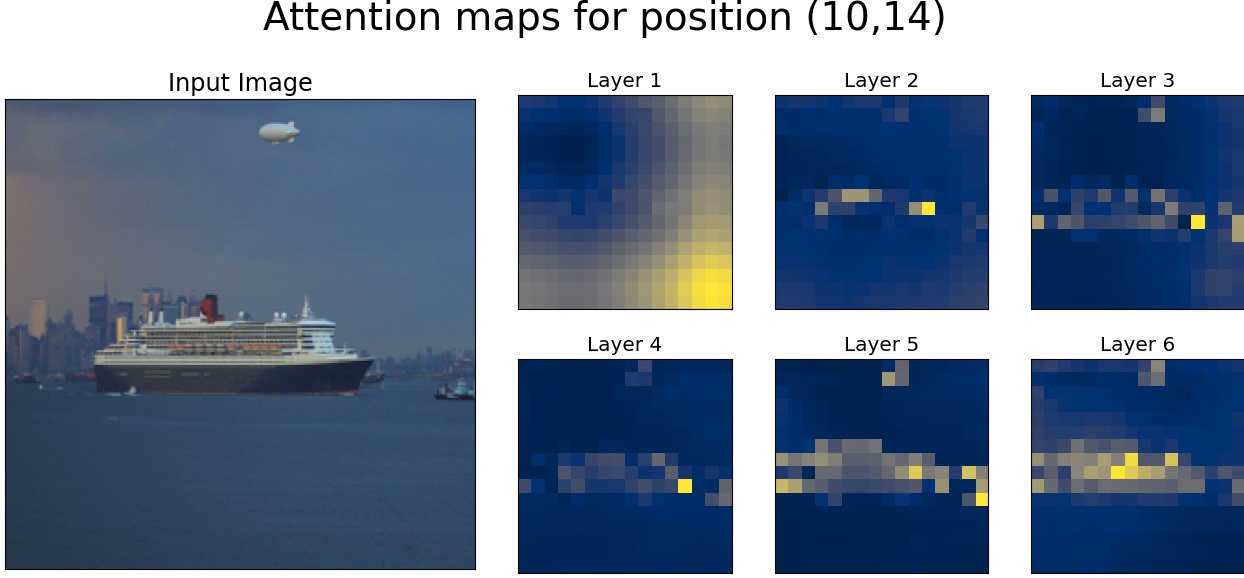 Attention maps for position (10,14)
Input Image
Layer 1
Layer 2
Layer 3
Layer 4
Layer 5
Layer 6